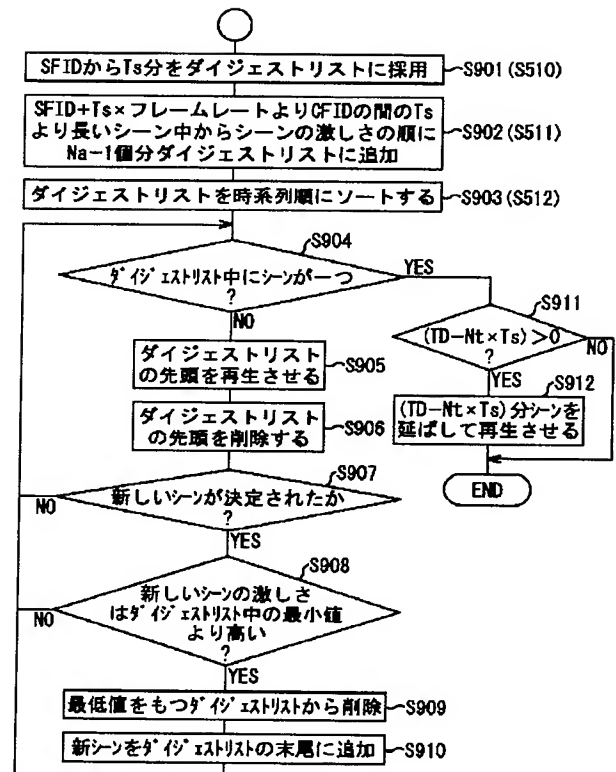 SFIDからTs分をダイジェストリストに採用
S901(S510)
SFID+Ts×フレームレートよりCFIDの間のTs
より長いシーン中からシーンの激しさの順に
Na-1個分ダイジェストリストに追加
S902(S511)
ダイジェストリストを時系列順にソートする
S903(S512)
S904
ダイジェストリスト中にシーンが一つ
?
YES
NO
S911
(TD-Nt×Ts)>0
?
NO
YES
ダイジェストリスト
の先頭を再生させる
S905
S912
(TD-Nt×Ts)分シーンを
延ばして再生させる
ダイジェストリスト
の先頭を削除する
S906
END
S907
新しいシーンが決定されたか
?
NO
YES
S908
新しいシーンの激しさ
はダイジェストリスト中の最小値
より高い
?
NO
YES
最低値をもつダイジェストリストから削除
S909
新シーンをダイジェストリストの末尾に追加
S910